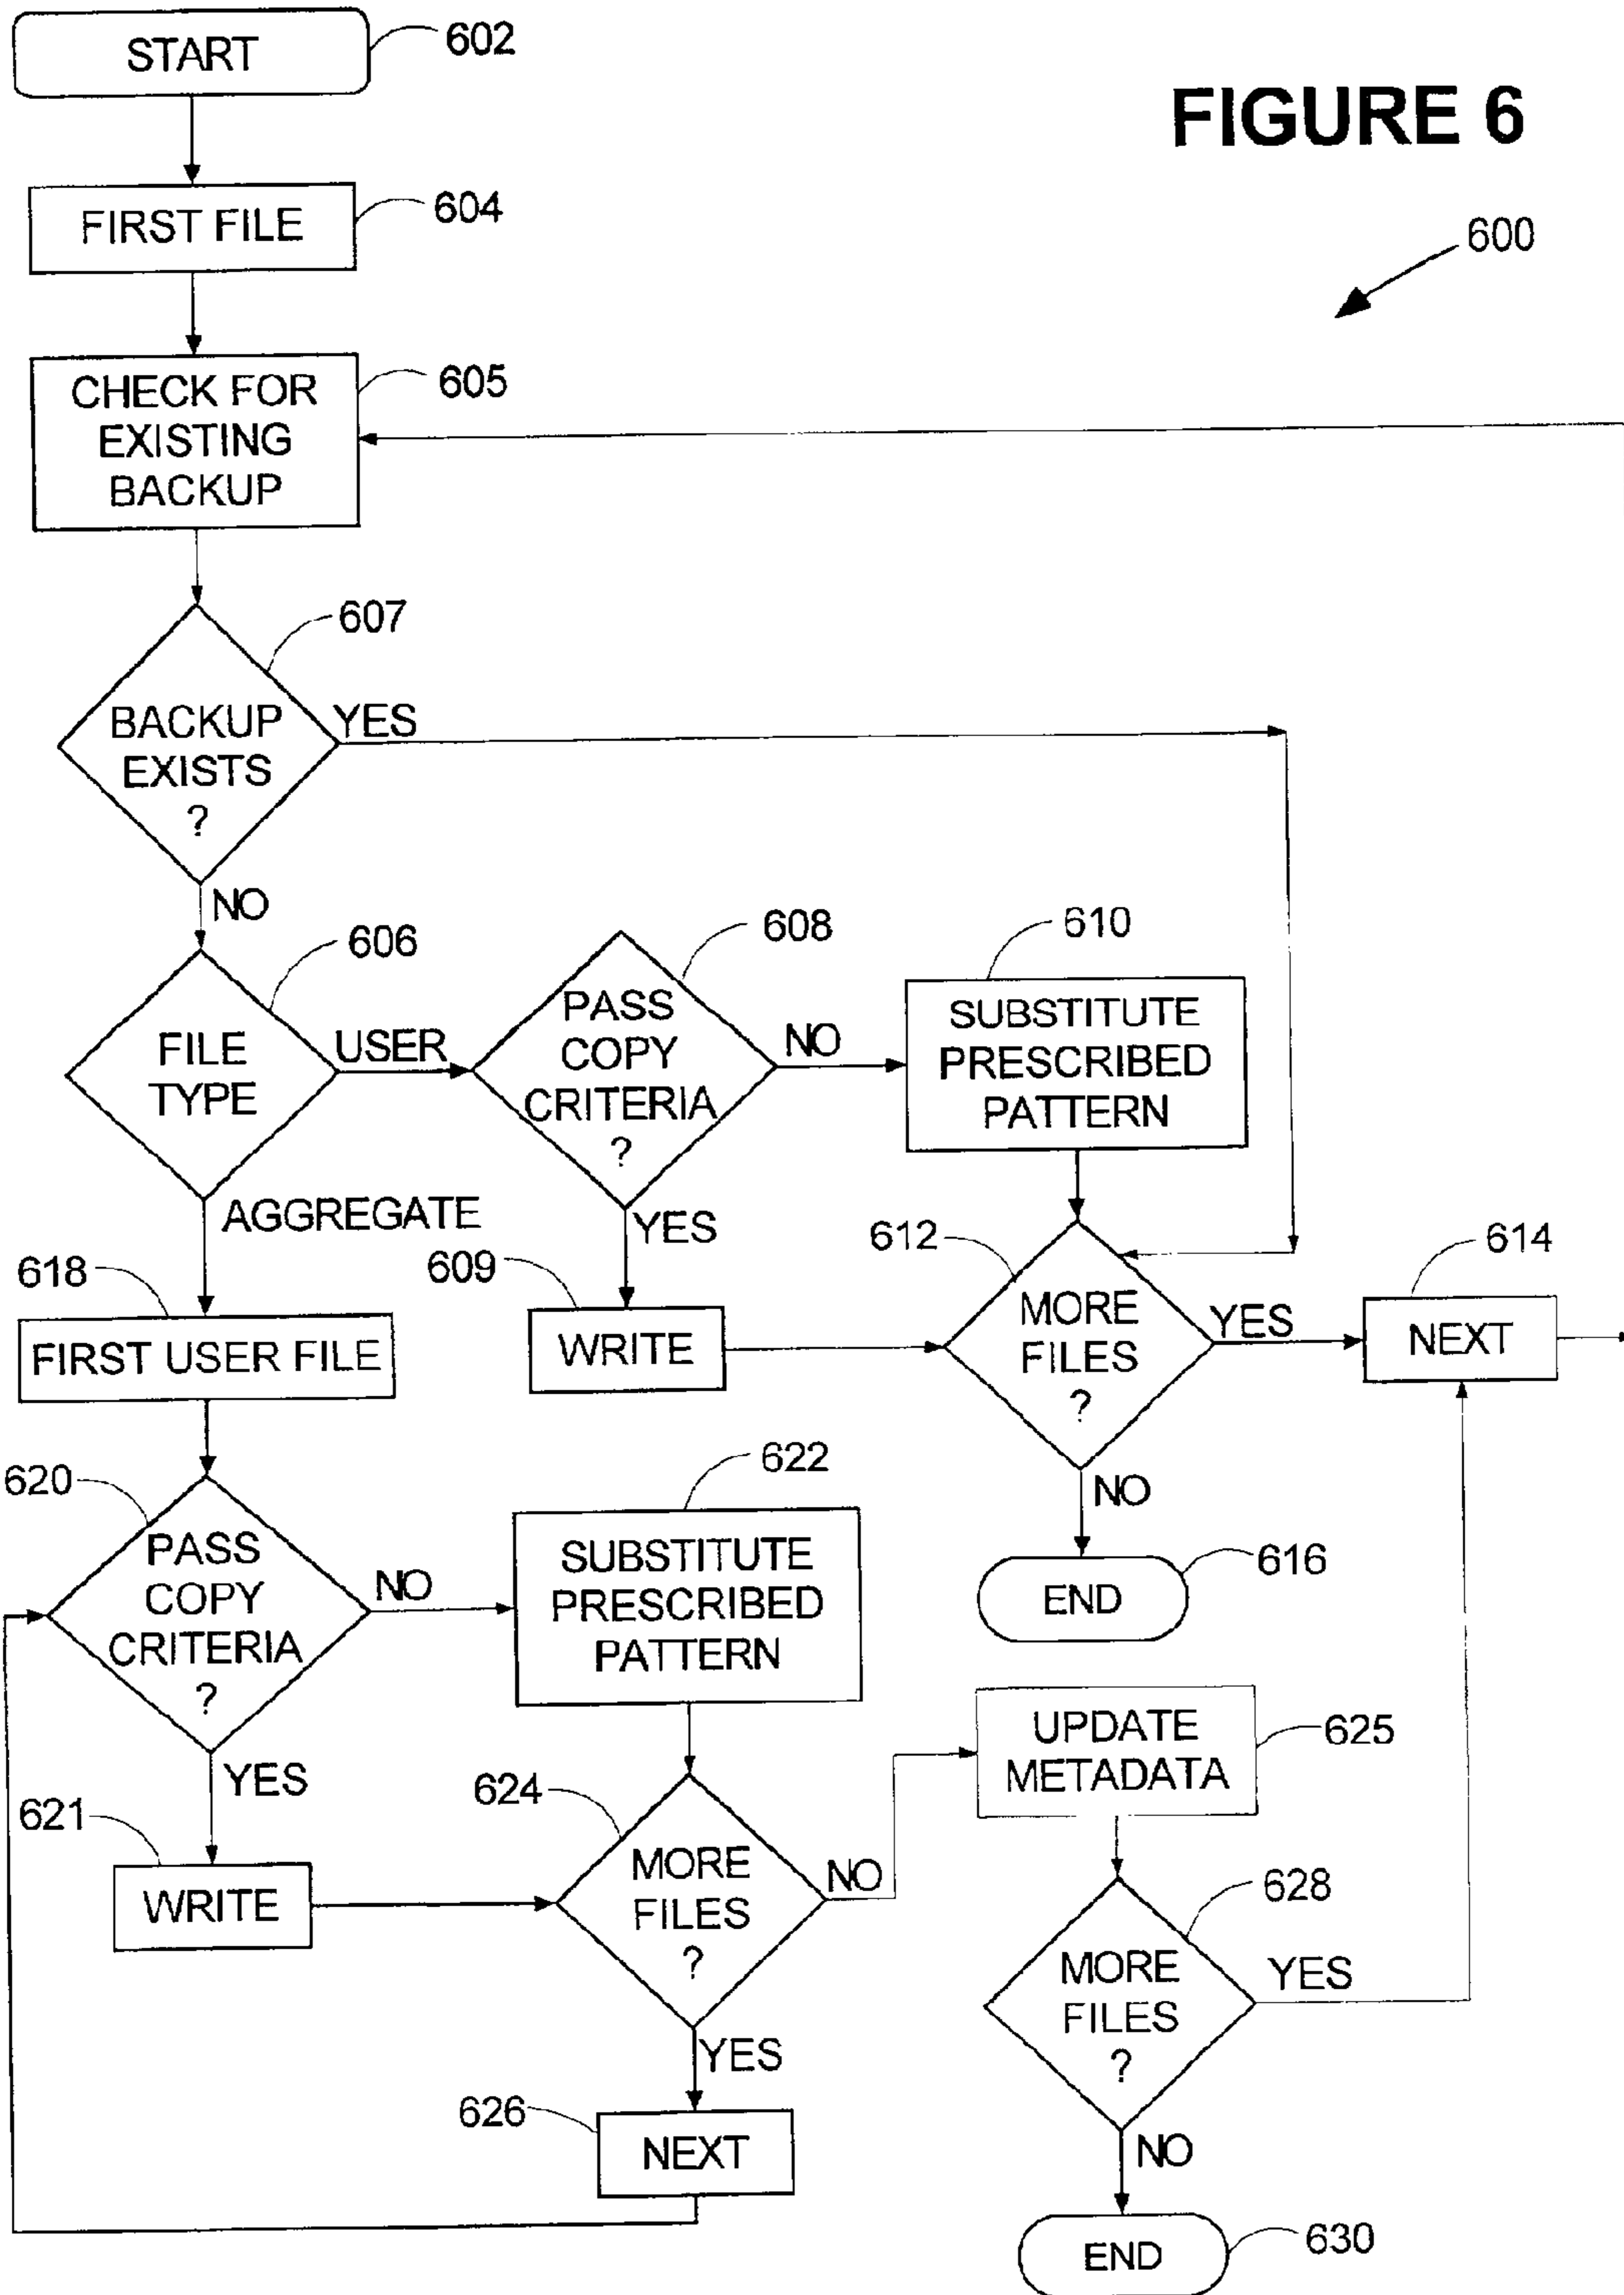 START
602
FIGURE 6
FIRST FILE
604
600
CHECK FOR
EXISTING
BACKUP
605
607
BACKUP
EXISTS
?
YES
NO
606
FILE
TYPE
USER
608
PASS
COPY
CRITERIA
?
NO
610
SUBSTITUTE
PRESCRIBED
PATTERN
AGGREGATE
YES
609
WRITE
612
MORE
FILES
?
YES
614
NEXT
NO
616
END
618
FIRST USER FILE
620
PASS
COPY
CRITERIA
?
NO
622
SUBSTITUTE
PRESCRIBED
PATTERN
YES
621
WRITE
624
MORE
FILES
?
NO
UPDATE
METADATA
625
YES
626
NEXT
628
MORE
FILES
?
YES
NO
END
630